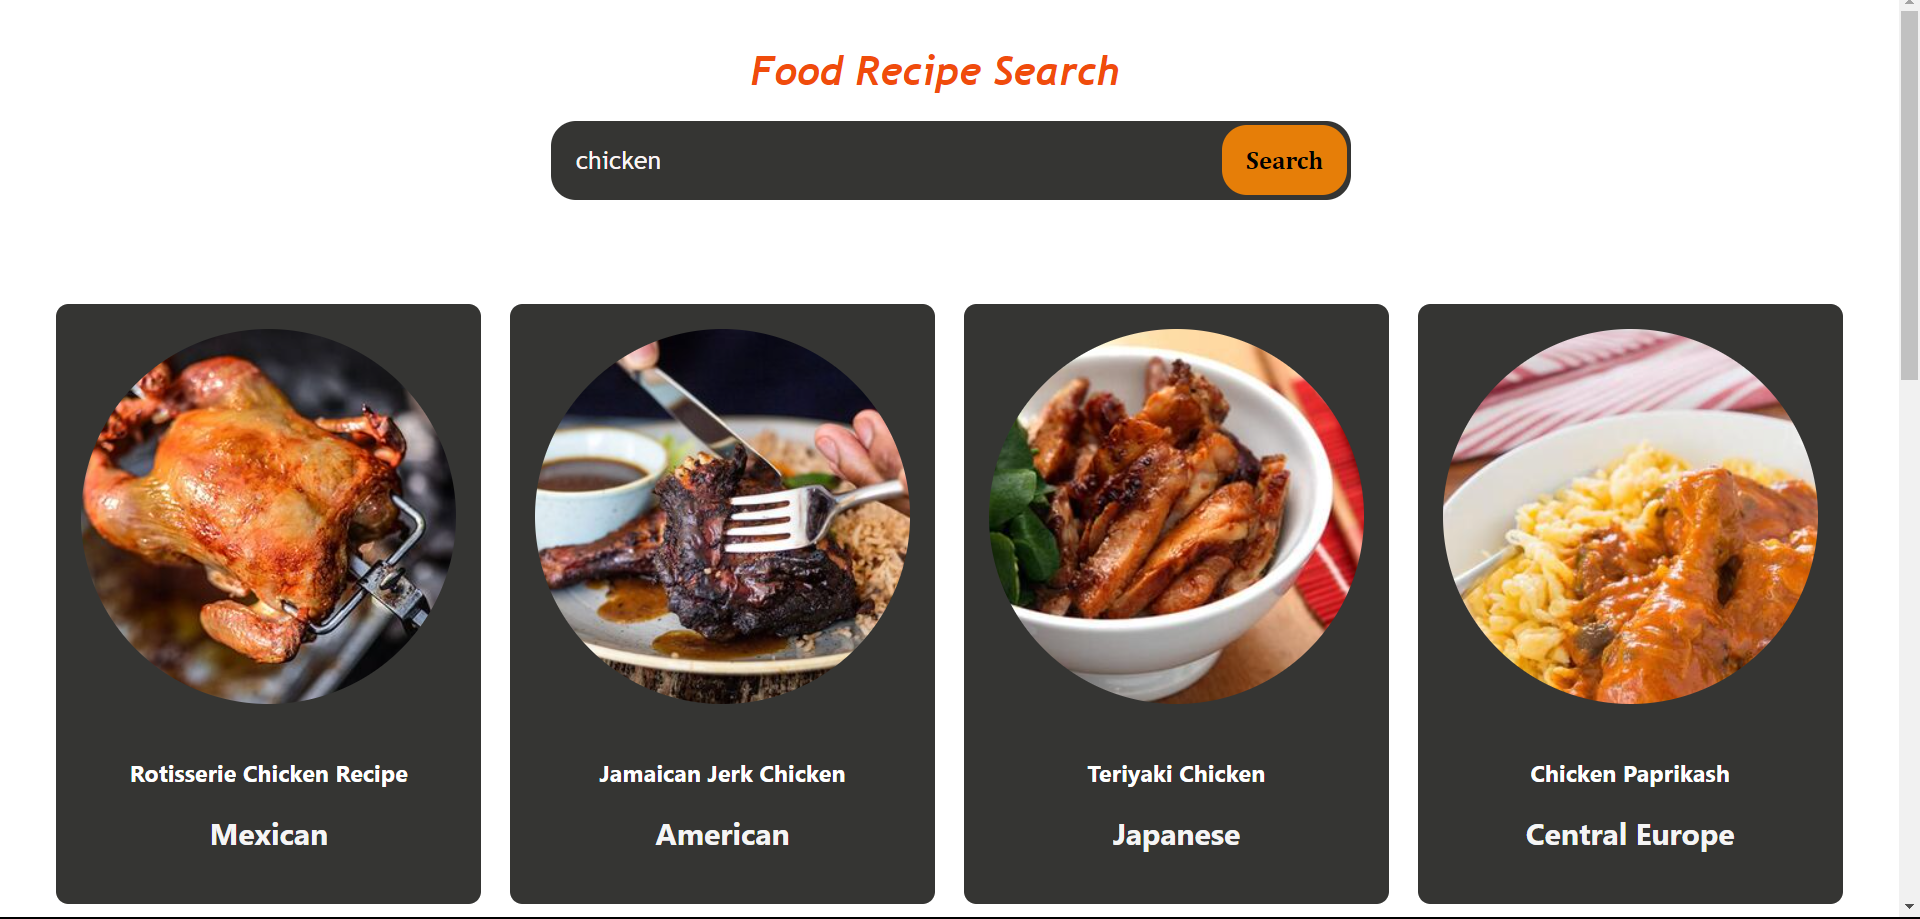 Food Recipe Search
chicken
Search
Rotisserie Chicken Recipe
Mexican
Jamaican Jerk Chicken
American
Teriyaki Chicken
Japanese
Chicken Paprikash
Central Europe